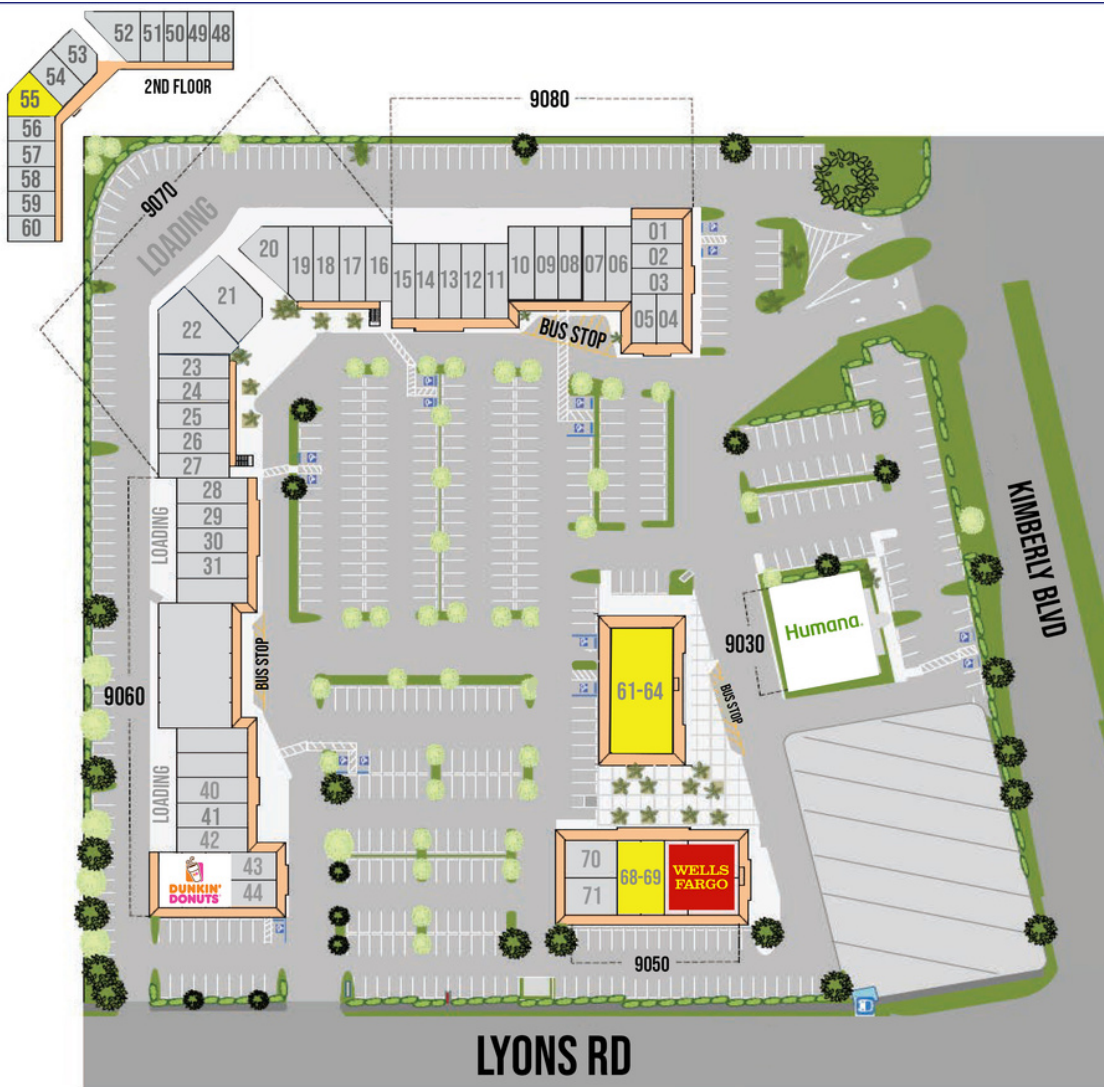 52 51 50 49 48
53
54
55
2ND FLOOR
56
57
58
59
60
9080
9070
LOADING
20 19 18 17 16 15 14 13 12 11 10 09 08 07 06
01
02
03
05 04
BUS STOP
21
22
23
24
25
26
27
28
29
30
31
LOADING
KIMBERLY BLVD
Humana.
9030
61-64
BUS STOP
BUS STOP
9060
LOADING
40
41
42
43
44
DUNKIN'
DONUTS
70
71
68-69
WELLS
FARGO
9050
LYONS RD